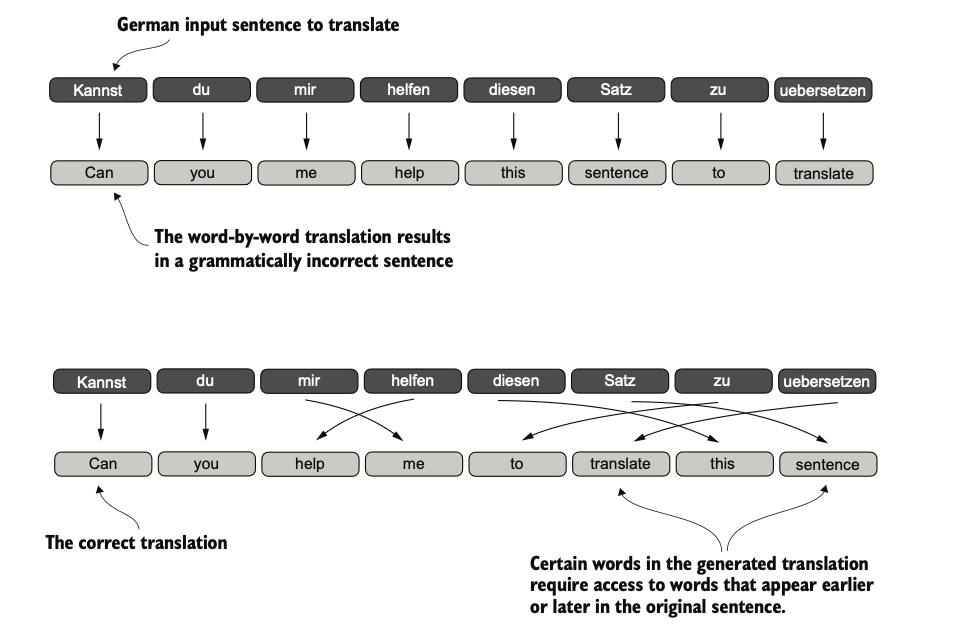 German input sentence to translate
Kannst du mir helfen diesen Satz zu uebersetzen
Can you me help this sentence to translate
The word-by-word translation results
in a grammatically incorrect sentence
Kannst du mir helfen diesen Satz zu uebersetzen
Can you help me to translate this sentence
The correct translation
Certain words in the generated translation
require access to words that appear earlier
or later in the original sentence.